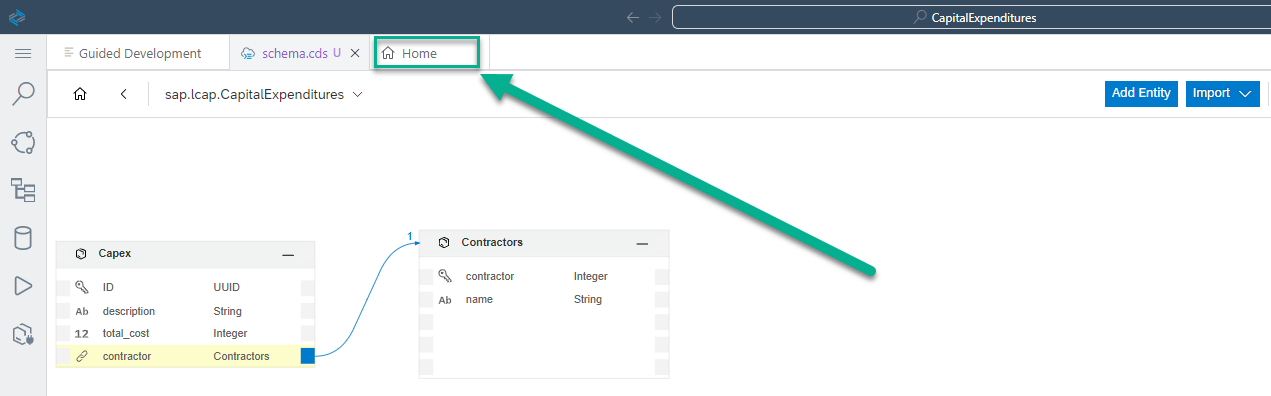 CapitalExpenditures
Guided Development
schema.cds U
Home
sap.lcap.CapitalExpenditures
Add Entity
Import
1
Capex
ID UUID
Ab description String
12 total_cost Integer
contractor Contractors
Contractors
contractor Integer
Ab name String